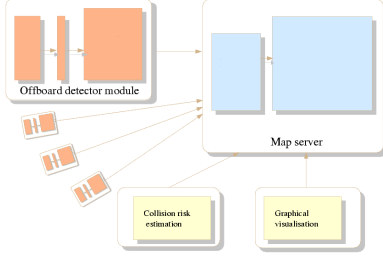 Offboard detector module
Map server
Collision risk
estimation
Graphical
visualisation